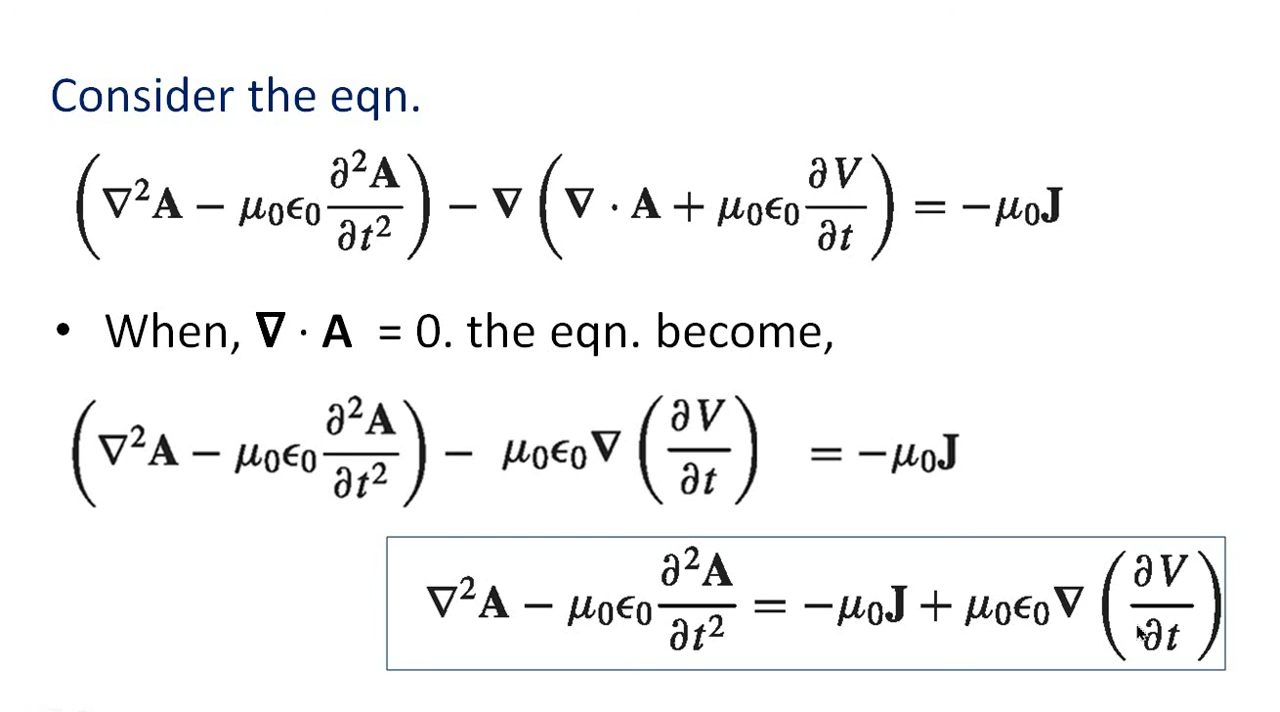 Consider the eqn.
(∇²A − μ₀ϵ₀ ∂²A/∂t²) − ∇(∇ · A + μ₀ϵ₀ ∂V/∂t) = −μ₀J
• When, ∇ · A = 0. the eqn. become,
(∇²A − μ₀ϵ₀ ∂²A/∂t²) − μ₀ϵ₀∇(∂V/∂t) = −μ₀J
∇²A − μ₀ϵ₀ ∂²A/∂t² = −μ₀J + μ₀ϵ₀∇(∂V/∂t)